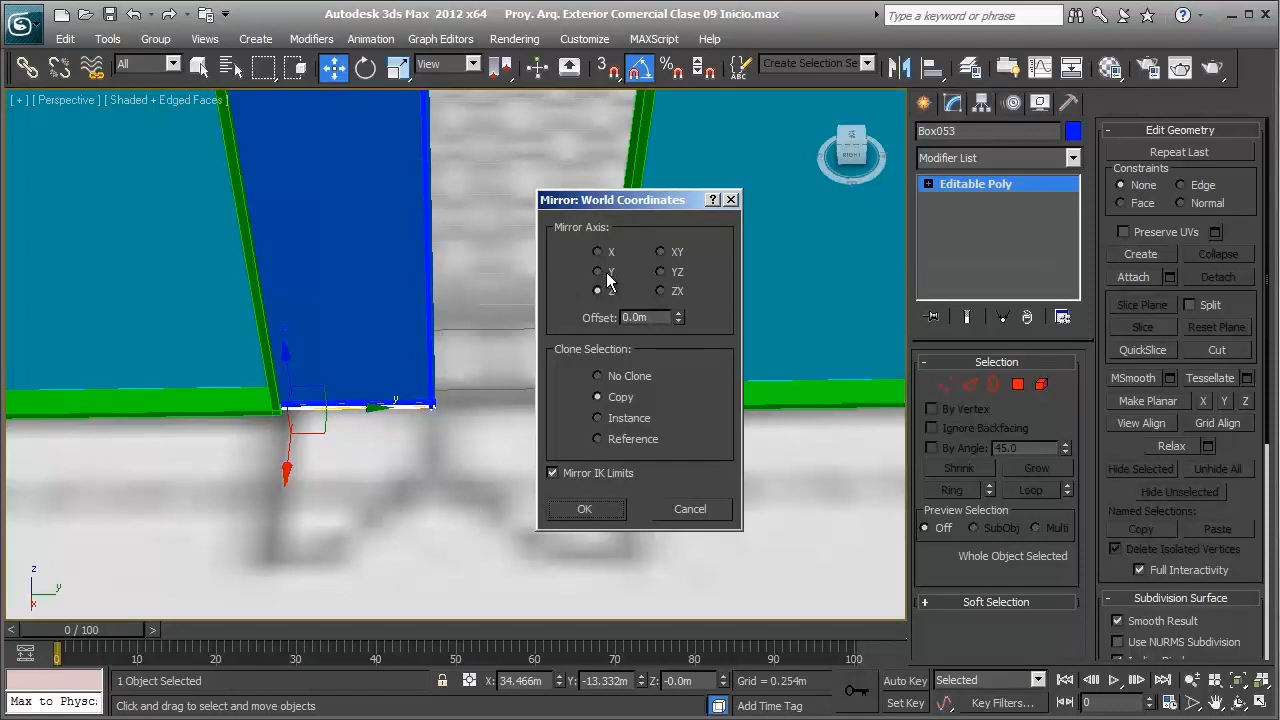 Autodesk 3ds Max 2012 x64 Proy. Arq. Exterior Comercial Clase 09 Inicio.max
Type a keyword or phrase
Edit Tools Group Views Create Modifiers Animation Graph Editors Rendering Customize MAXScript Help
All View 3 Create Selection Se
[ + ] [ Perspective ] [ Shaded + Edged Faces ]
RIGHT
Box053
Modifier List
Editable Poly
Mirror: World Coordinates
Mirror Axis:
X XY
Y YZ
Z ZX
Offset: 0.0m
Clone Selection:
No Clone
Copy
Instance
Reference
Mirror IK Limits
OK Cancel
y
z
y
x
Selection
By Vertex
Ignore Backfacing
By Angle: 45.0
Shrink Grow
Ring Loop
Preview Selection
Off SubObj Multi
Whole Object Selected
Soft Selection
Edit Geometry
Repeat Last
Constraints
None Edge
Face Normal
Preserve UVs
Create Collapse
Attach Detach
Slice Plane Split
Slice Reset Plane
QuickSlice Cut
MSmooth Tessellate
Make Planar X Y Z
View Align Grid Align
Relax
Hide Selected Unhide All
Hide Unselected
Named Selections:
Copy Paste
Delete Isolated Vertices
Full Interactivity
Subdivision Surface
Smooth Result
Use NURMS Subdivision
0 / 100
0 10 20 30 40 50 60 70 80 90 100
1 Object Selected X: 34.466m Y: -13.332m Z: -0.0m Grid = 0.254m Auto Key Selected
Max to Physc: Click and drag to select and move objects Add Time Tag Set Key Key Filters... 0